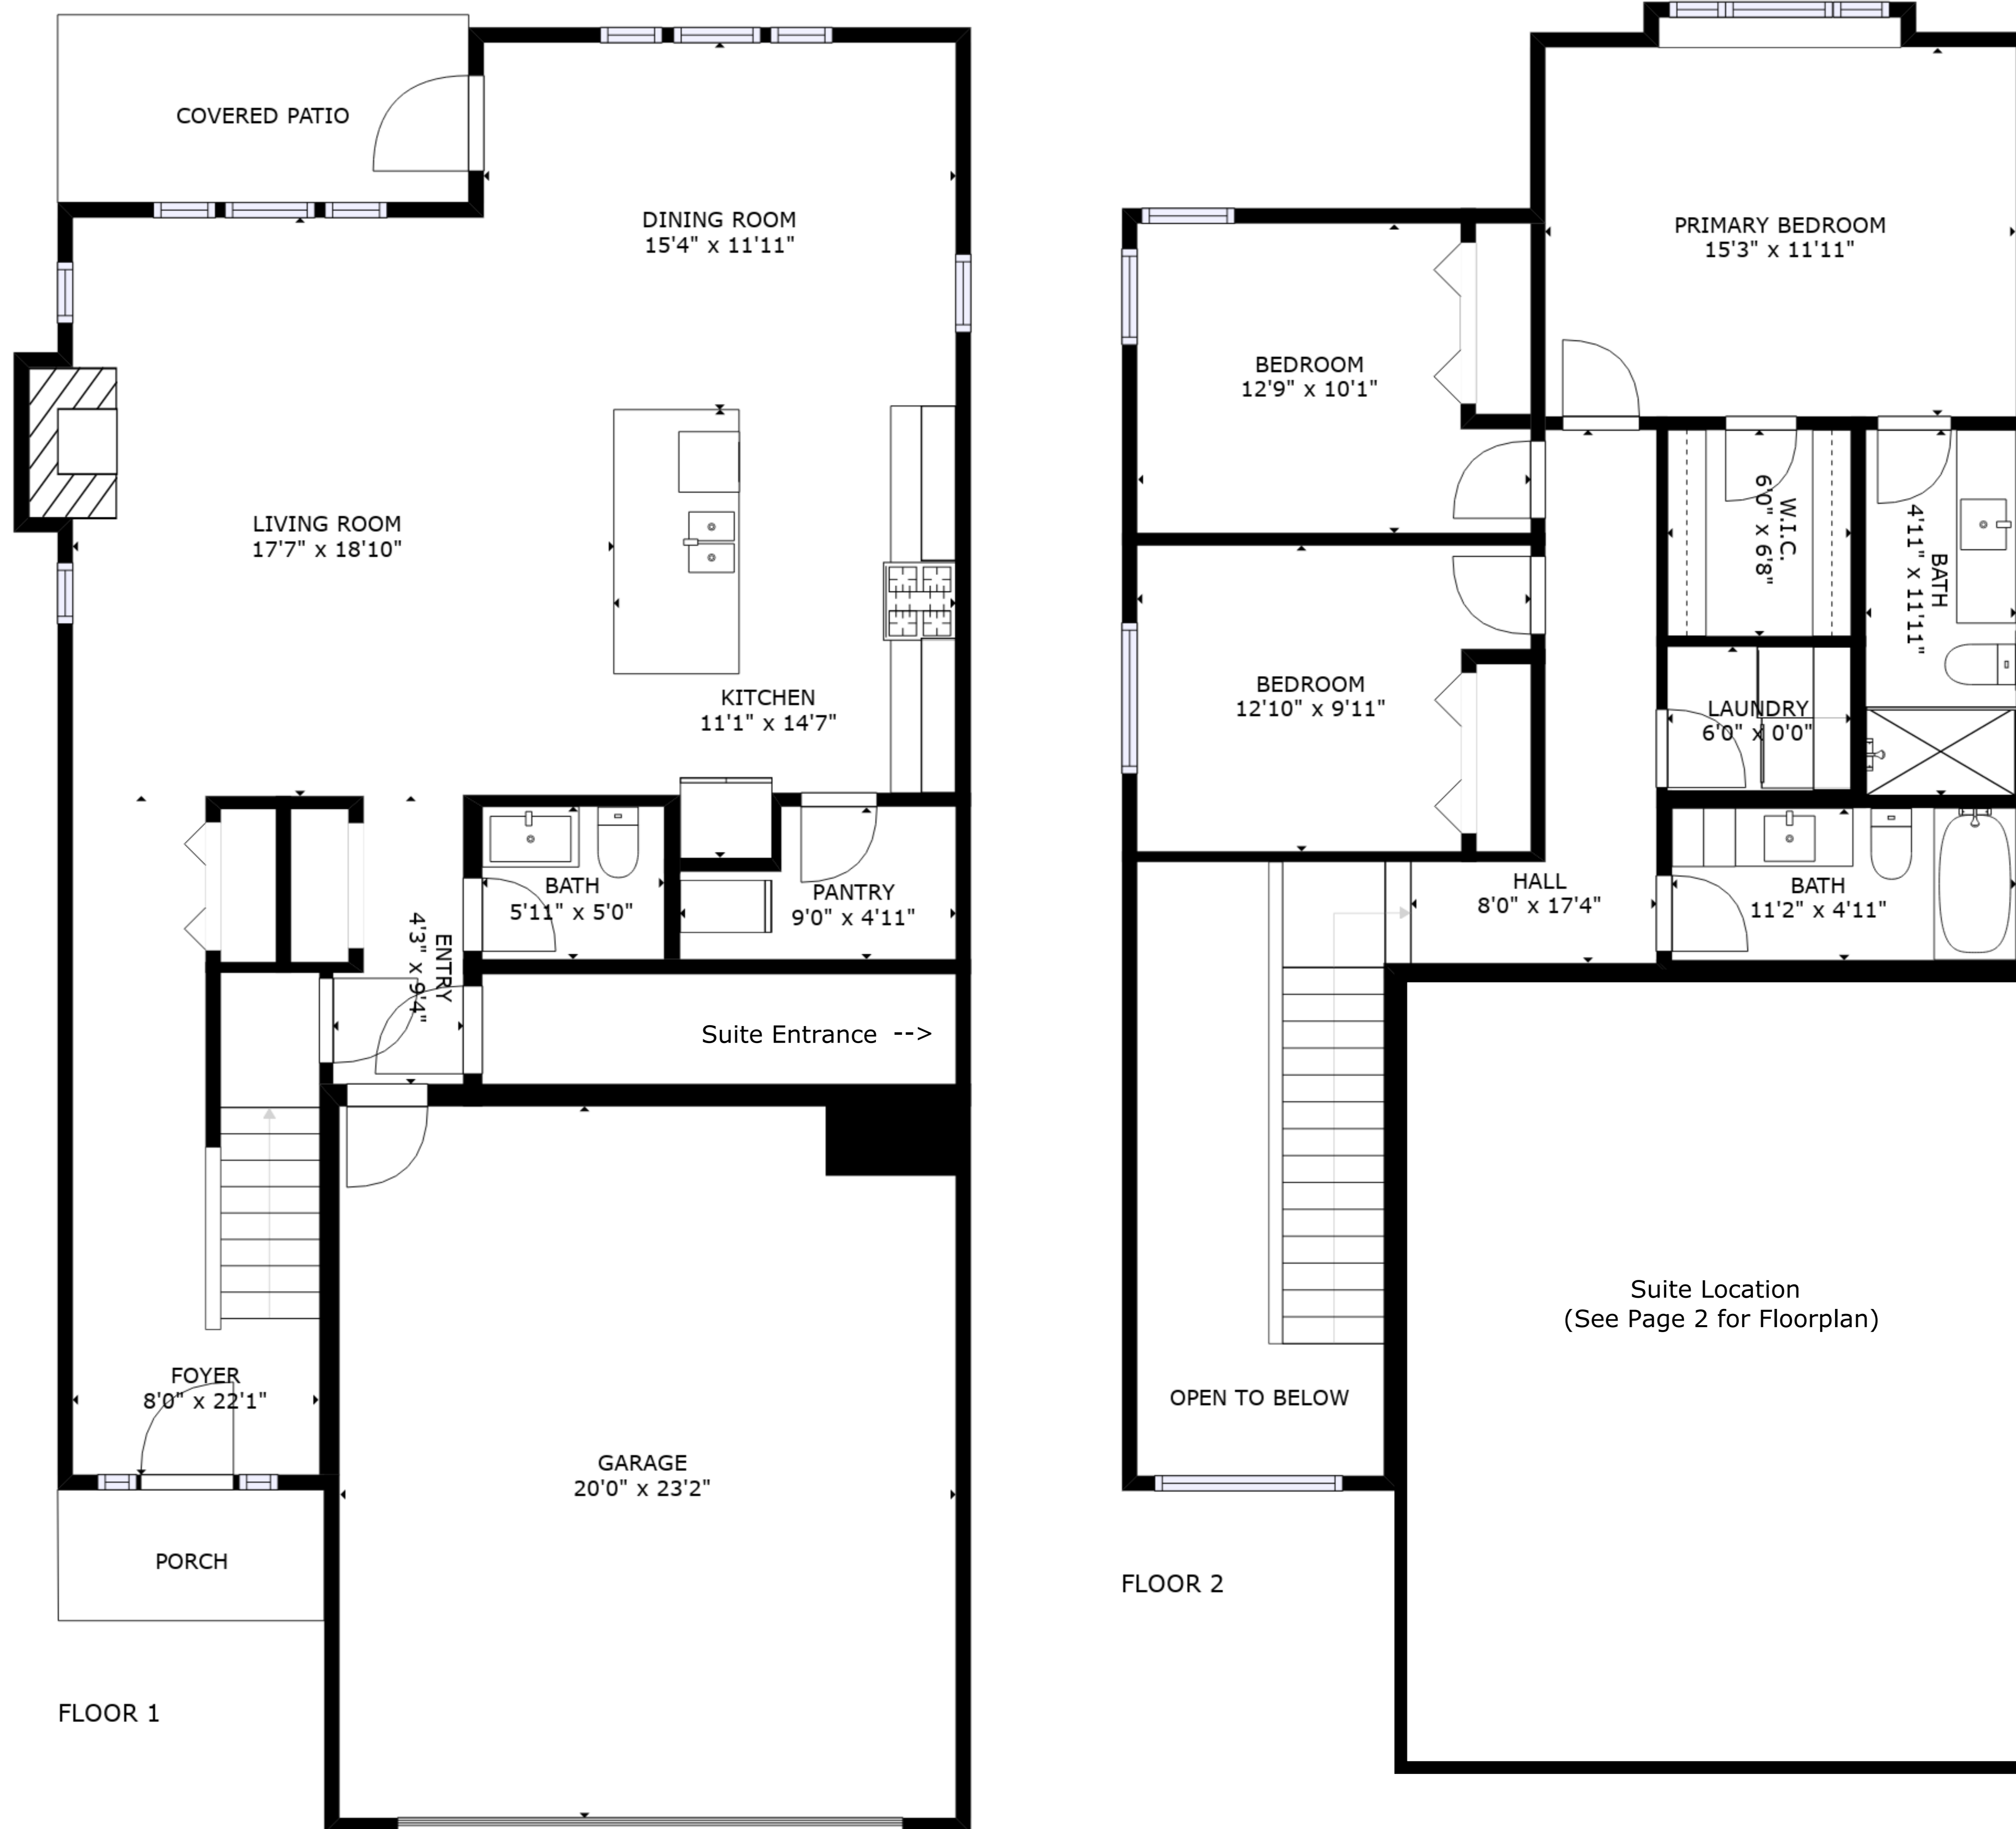 COVERED PATIO
DINING ROOM
15'4" x 11'11"
LIVING ROOM
17'7" x 18'10"
KITCHEN
11'1" x 14'7"
BATH
5'11" x 5'0"
PANTRY
9'0" x 4'11"
ENTRY
4'3" x 9'4"
Suite Entrance -->
FOYER
8'0" x 22'1"
GARAGE
20'0" x 23'2"
PORCH
FLOOR 1
PRIMARY BEDROOM
15'3" x 11'11"
BEDROOM
12'9" x 10'1"
W.I.C.
6'0" x 6'8"
BATH
4'11" x 11'11"
BEDROOM
12'10" x 9'11"
LAUNDRY
6'0" x 0'0"
HALL
8'0" x 17'4"
BATH
11'2" x 4'11"
Suite Location
(See Page 2 for Floorplan)
OPEN TO BELOW
FLOOR 2